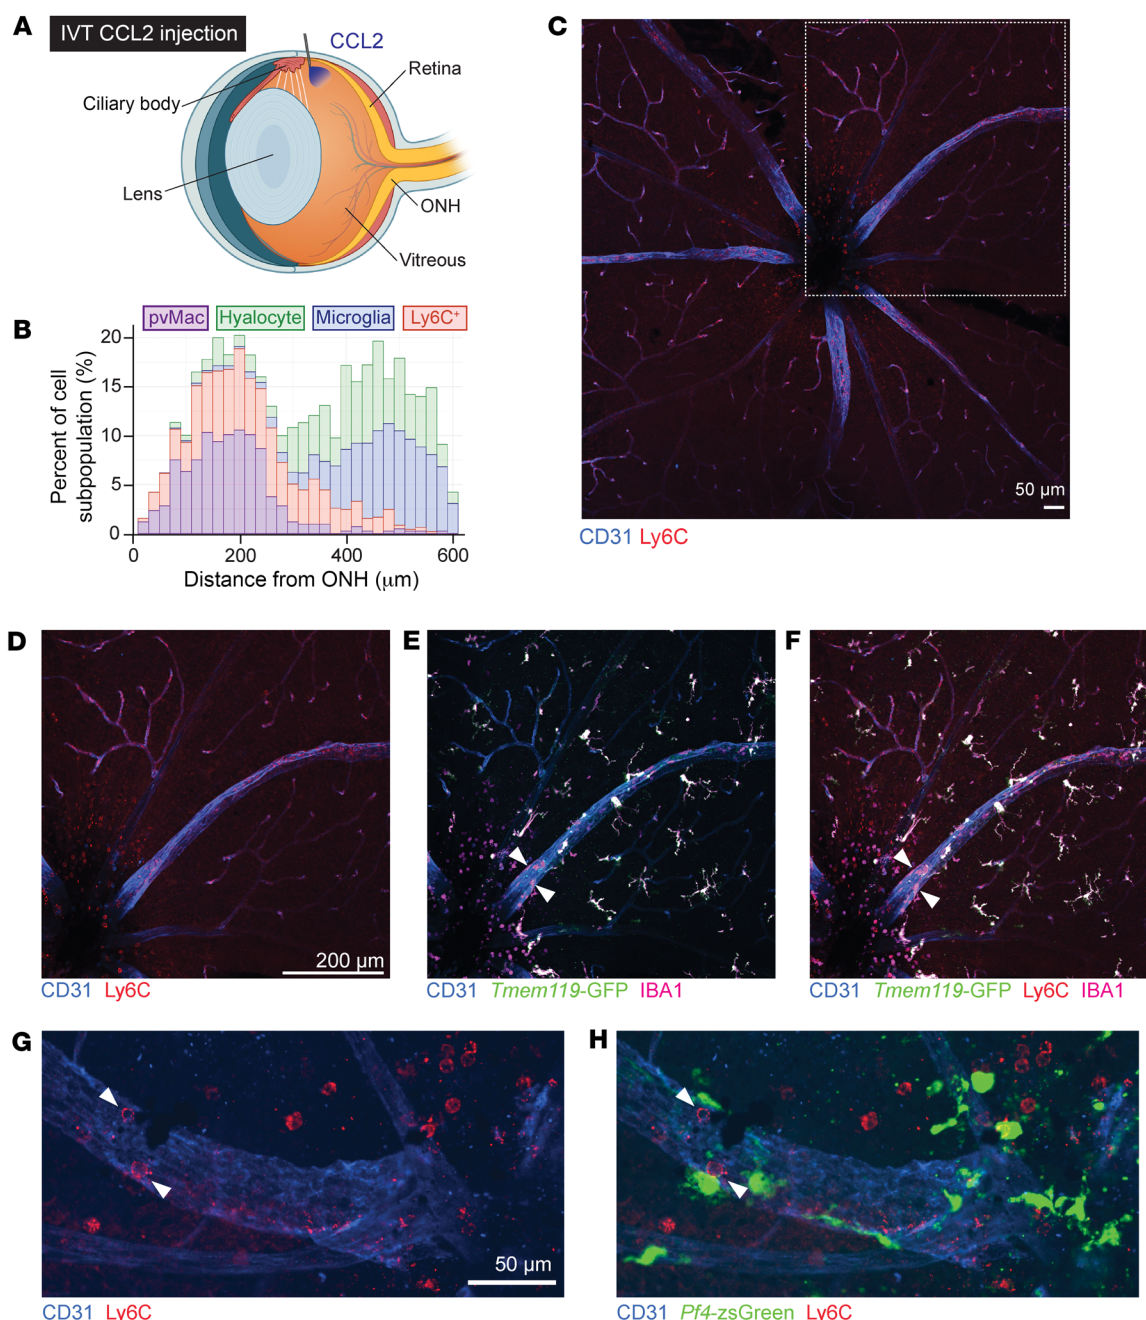 A
IVT CCL2 injection
CCL2
Retina
Ciliary body
Lens
ONH
Vitreous
B
pvMac Hyalocyte Microglia Ly6C⁺
Percent of cell
subpopulation (%)
20
15
10
5
0
0 200 400 600
Distance from ONH (μm)
C
50 μm
CD31 Ly6C
D
200 μm
CD31 Ly6C
E
CD31 Tmem119-GFP IBA1
F
CD31 Tmem119-GFP Ly6C IBA1
G
50 μm
CD31 Ly6C
H
CD31 Pf4-zsGreen Ly6C